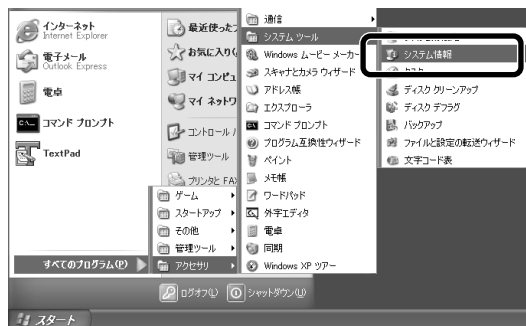 インターネット
Internet Explorer
電子メール
Outlook Express
電卓
コマンド プロンプト
TextPad
すべてのプログラム(P)
最近使った
お気に入り(
マイ コンピュ
マイ ネットワ
コントロール
管理ツール
プリンタと FAX
ゲーム
スタートアップ
その他
管理ツール
アクセサリ
通信
システム ツール
Windows ムービー メーカー
スキャナとカメラ ウィザード
アドレス帳
エクスプローラ
コマンド プロンプト
プログラム互換性ウィザード
ペイント
メモ帳
ワードパッド
外字エディタ
電卓
同期
Windows XP ツアー
システム情報
タスク
ディスク クリーンアップ
ディスク デフラグ
バックアップ
ファイルと設定の転送ウィザード
文字コード表
ログオフ(L)
シャットダウン(U)
スタート